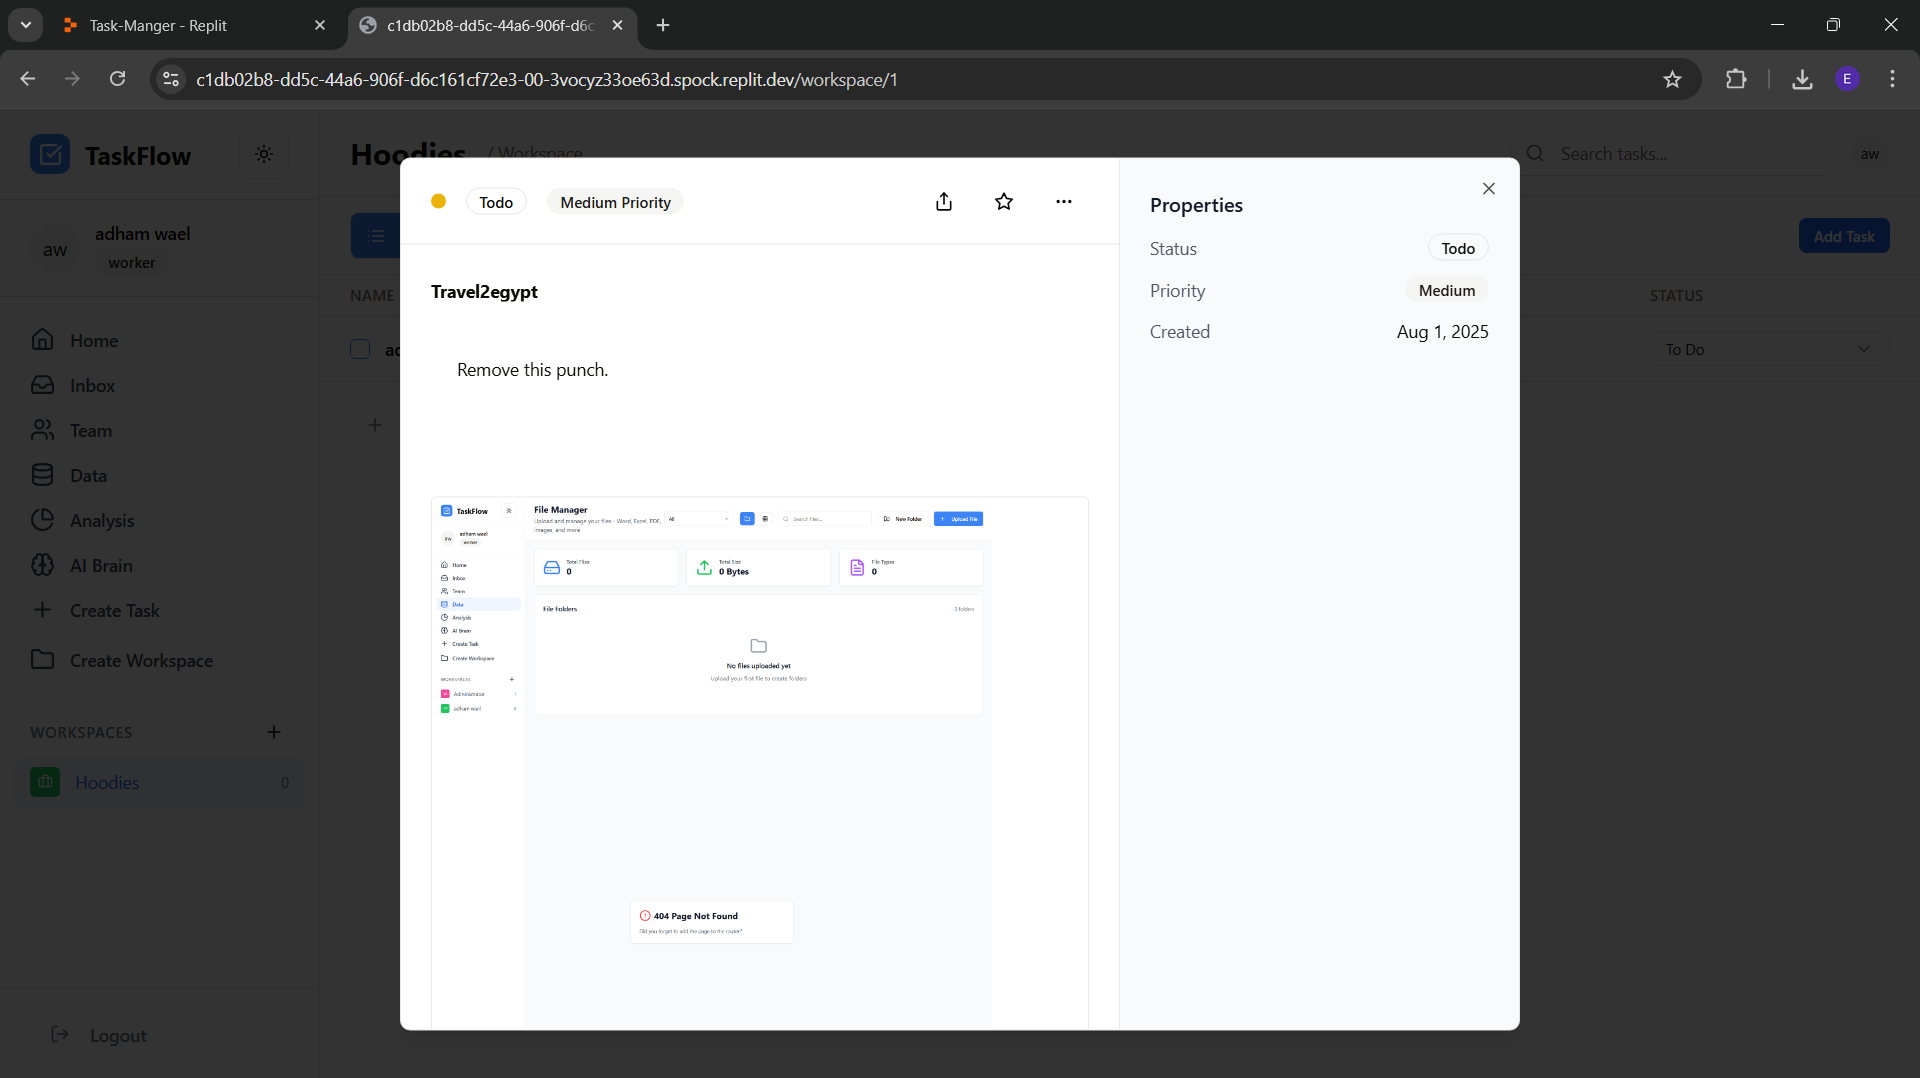 Task-Manger - Replit
c1db02b8-dd5c-44a6-906f-d6c
c1db02b8-dd5c-44a6-906f-d6c161cf72e3-00-3vocyz33oe63d.spock.replit.dev/workspace/1
E
TaskFlow
Hoodies / Workspace
Search tasks...
aw
aw
adham wael
worker
Add Task
NAME
STATUS
To Do
Home
Inbox
Team
Data
Analysis
AI Brain
Create Task
Create Workspace
WORKSPACES
Hoodies 0
Logout
Todo
Medium Priority
Travel2egypt
Remove this punch.
TaskFlow
aw
adham wael
worker
Home
Inbox
Team
Data
Analysis
AI Brain
Create Task
Create Workspace
WORKSPACES
Administrator
adham wael
File Manager
Upload and manage your files - Word, Excel, PDF,
images, and more
All
Search files...
New Folder
Upload File
Total Files
0
Total Size
0 Bytes
File Types
0
File Folders
0 folders
No files uploaded yet
Upload your first file to create folders
404 Page Not Found
Did you forget to add the page to the router?
Properties
Status Todo
Priority Medium
Created Aug 1, 2025